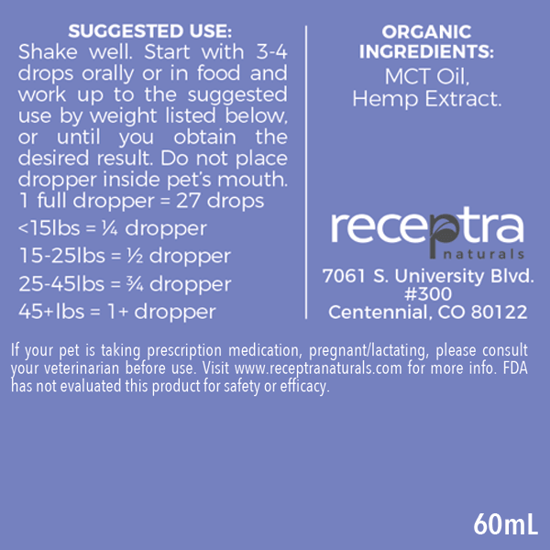 SUGGESTED USE:
Shake well. Start with 3-4
drops orally or in food and
work up to the suggested
use by weight listed below,
or until you obtain the
desired result. Do not place
dropper inside pet's mouth.
1 full dropper = 27 drops
<15lbs = ¼ dropper
15-25lbs = ½ dropper
25-45lbs = ¾ dropper
45+lbs = 1+ dropper
ORGANIC
INGREDIENTS:
MCT Oil,
Hemp Extract.
receptra
naturals
7061 S. University Blvd.
#300
Centennial, CO 80122
If your pet is taking prescription medication, pregnant/lactating, please consult
your veterinarian before use. Visit www.receptranaturals.com for more info. FDA
has not evaluated this product for safety or efficacy.
60mL